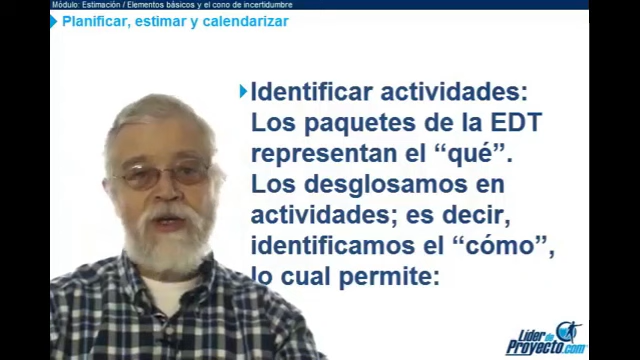 Módulo: Estimación / Elementos básicos y el cono de incertidumbre
Planificar, estimar y calendarizar
Identificar actividades:
Los paquetes de la EDT
representan el “qué”.
Los desglosamos en
actividades; es decir,
identificamos el “cómo”,
lo cual permite:
Líder de
Proyecto.com